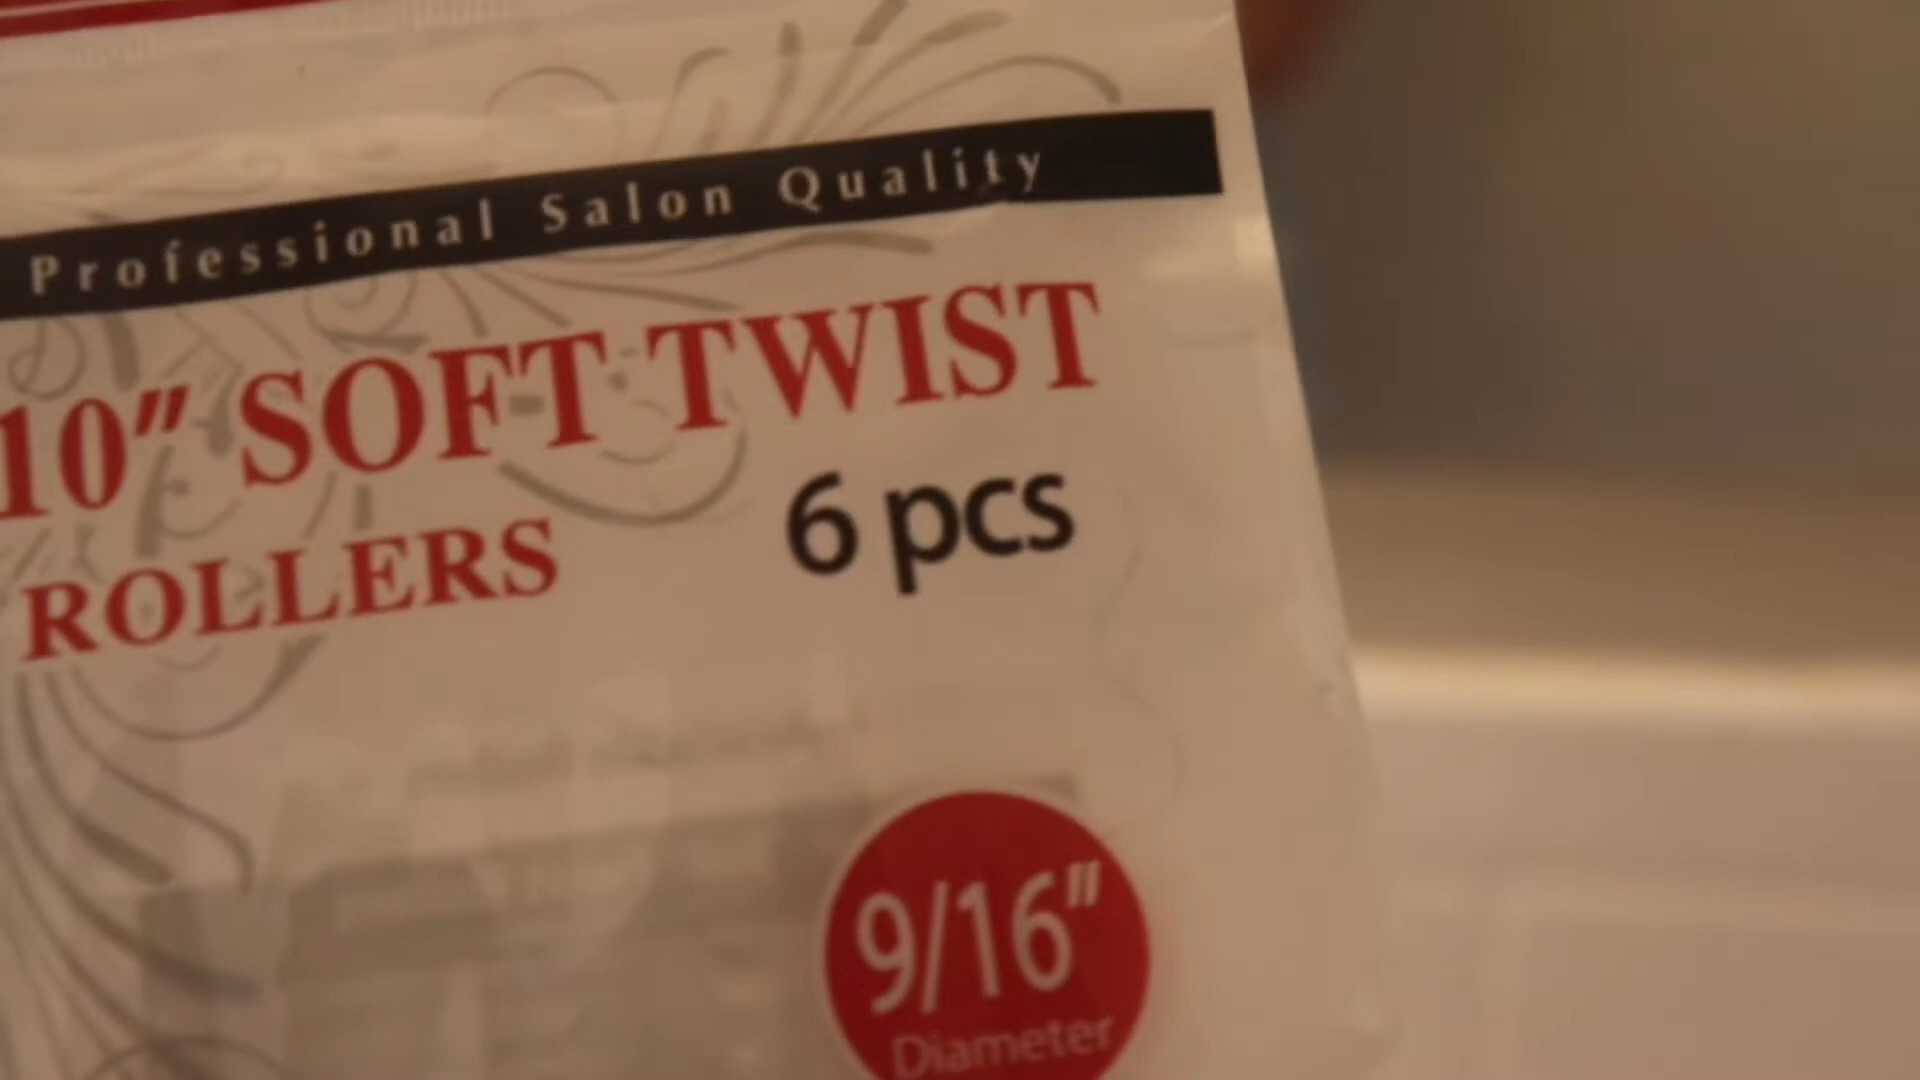 Professional Salon Quality
10" SOFT TWIST
ROLLERS
6 pcs
9/16"
Diameter